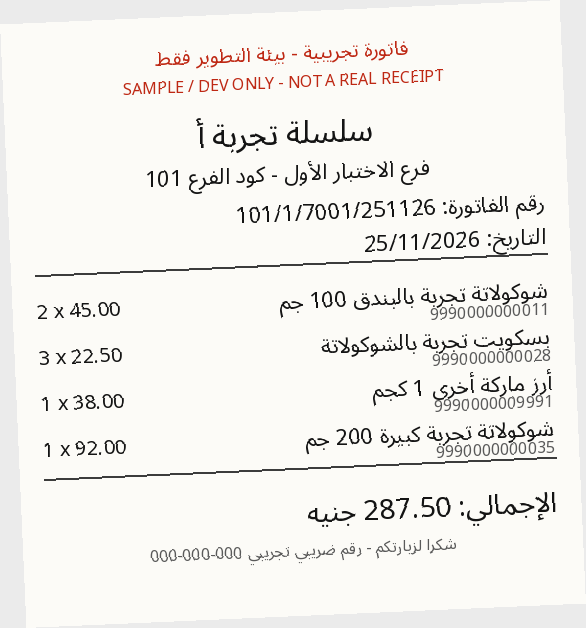 فاتورة تجريبية - بيئة التطوير فقط
SAMPLE / DEV ONLY - NOT A REAL RECEIPT
سلسلة تجربة أ
فرع الاختبار الأول - كود الفرع 101
رقم الفاتورة: 101/1/7001/251126
التاريخ: 25/11/2026
شوكولاتة تجربة بالبندق 100 جم 2 x 45.00
9990000000011
بسكويت تجربة بالشوكولاتة 3 x 22.50
9990000000028
أرز ماركة أخرى 1 كجم 1 x 38.00
9990000009991
شوكولاتة تجربة كبيرة 200 جم 1 x 92.00
9990000000035
الإجمالي: 287.50 جنيه
شكرا لزيارتكم - رقم ضريبي تجريبي 000-000-000